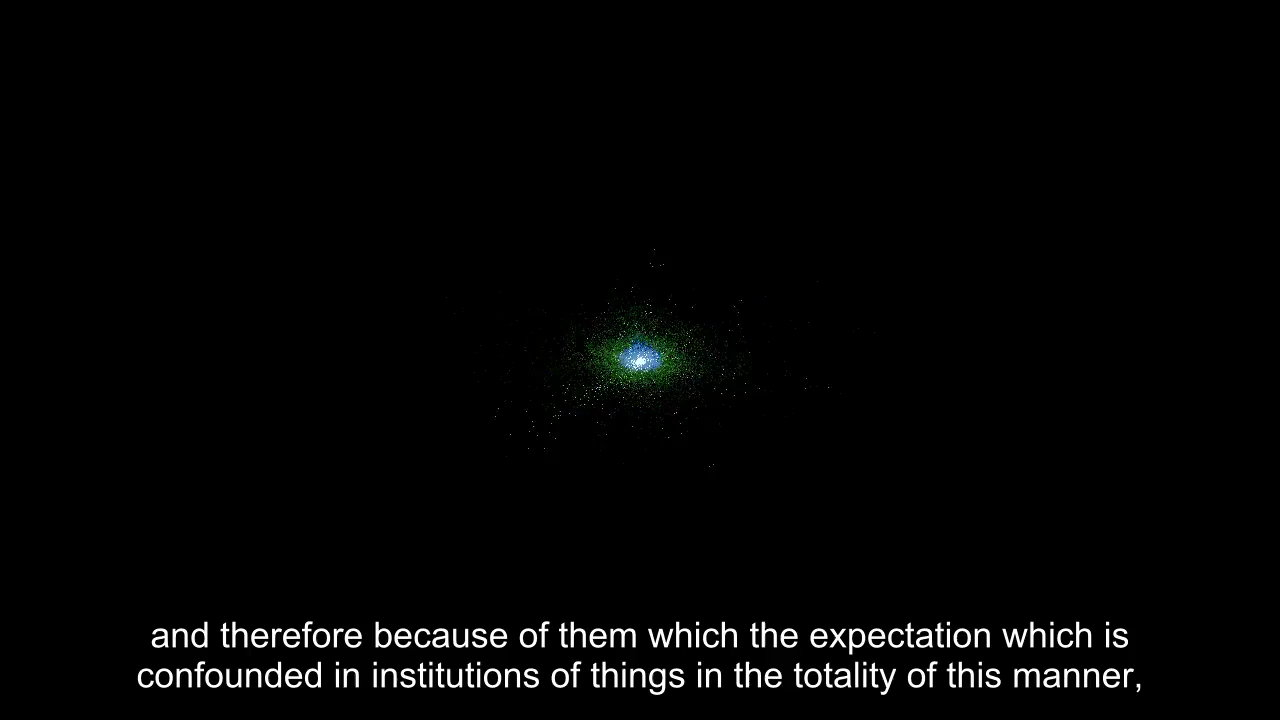 and therefore because of them which the expectation which is
confounded in institutions of things in the totality of this manner,